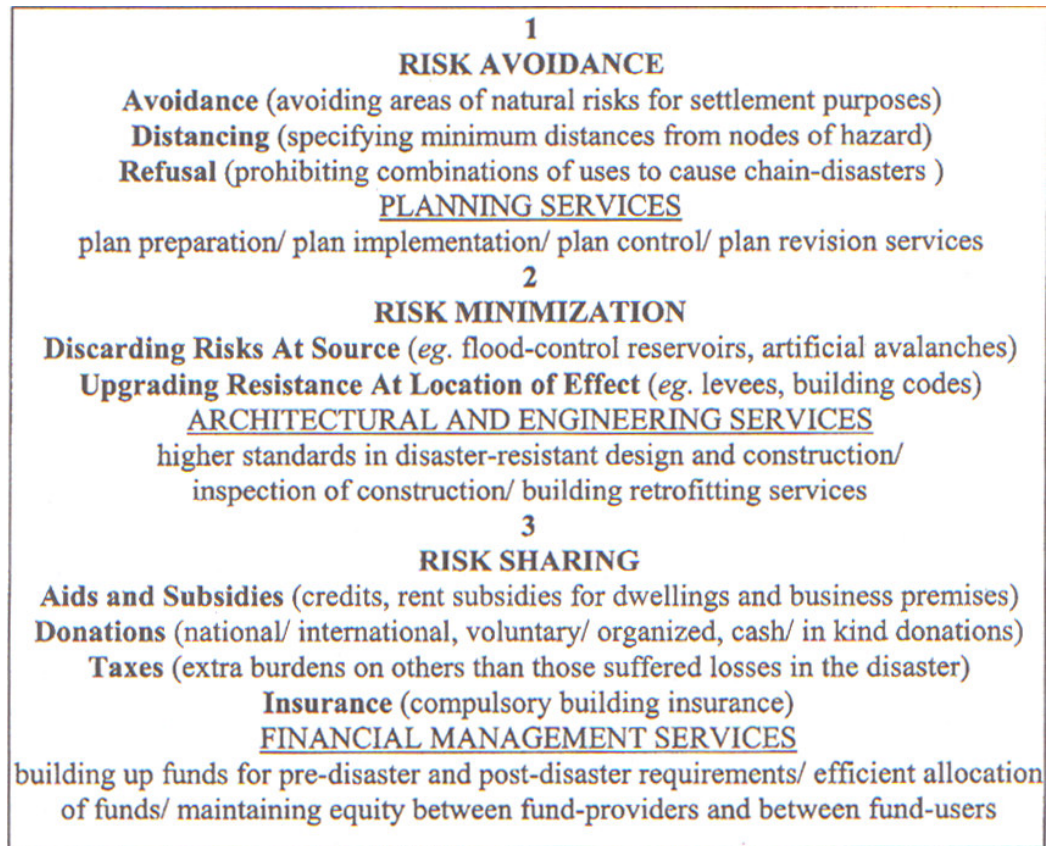 1
RISK AVOIDANCE
Avoidance (avoiding areas of natural risks for settlement purposes)
Distancing (specifying minimum distances from nodes of hazard)
Refusal (prohibiting combinations of uses to cause chain-disasters )
PLANNING SERVICES
plan preparation/ plan implementation/ plan control/ plan revision services
2
RISK MINIMIZATION
Discarding Risks At Source (eg. flood-control reservoirs, artificial avalanches)
Upgrading Resistance At Location of Effect (eg. levees, building codes)
ARCHITECTURAL AND ENGINEERING SERVICES
higher standards in disaster-resistant design and construction/
inspection of construction/ building retrofitting services
3
RISK SHARING
Aids and Subsidies (credits, rent subsidies for dwellings and business premises)
Donations (national/ international, voluntary/ organized, cash/ in kind donations)
Taxes (extra burdens on others than those suffered losses in the disaster)
Insurance (compulsory building insurance)
FINANCIAL MANAGEMENT SERVICES
building up funds for pre-disaster and post-disaster requirements/ efficient allocation
of funds/ maintaining equity between fund-providers and between fund-users